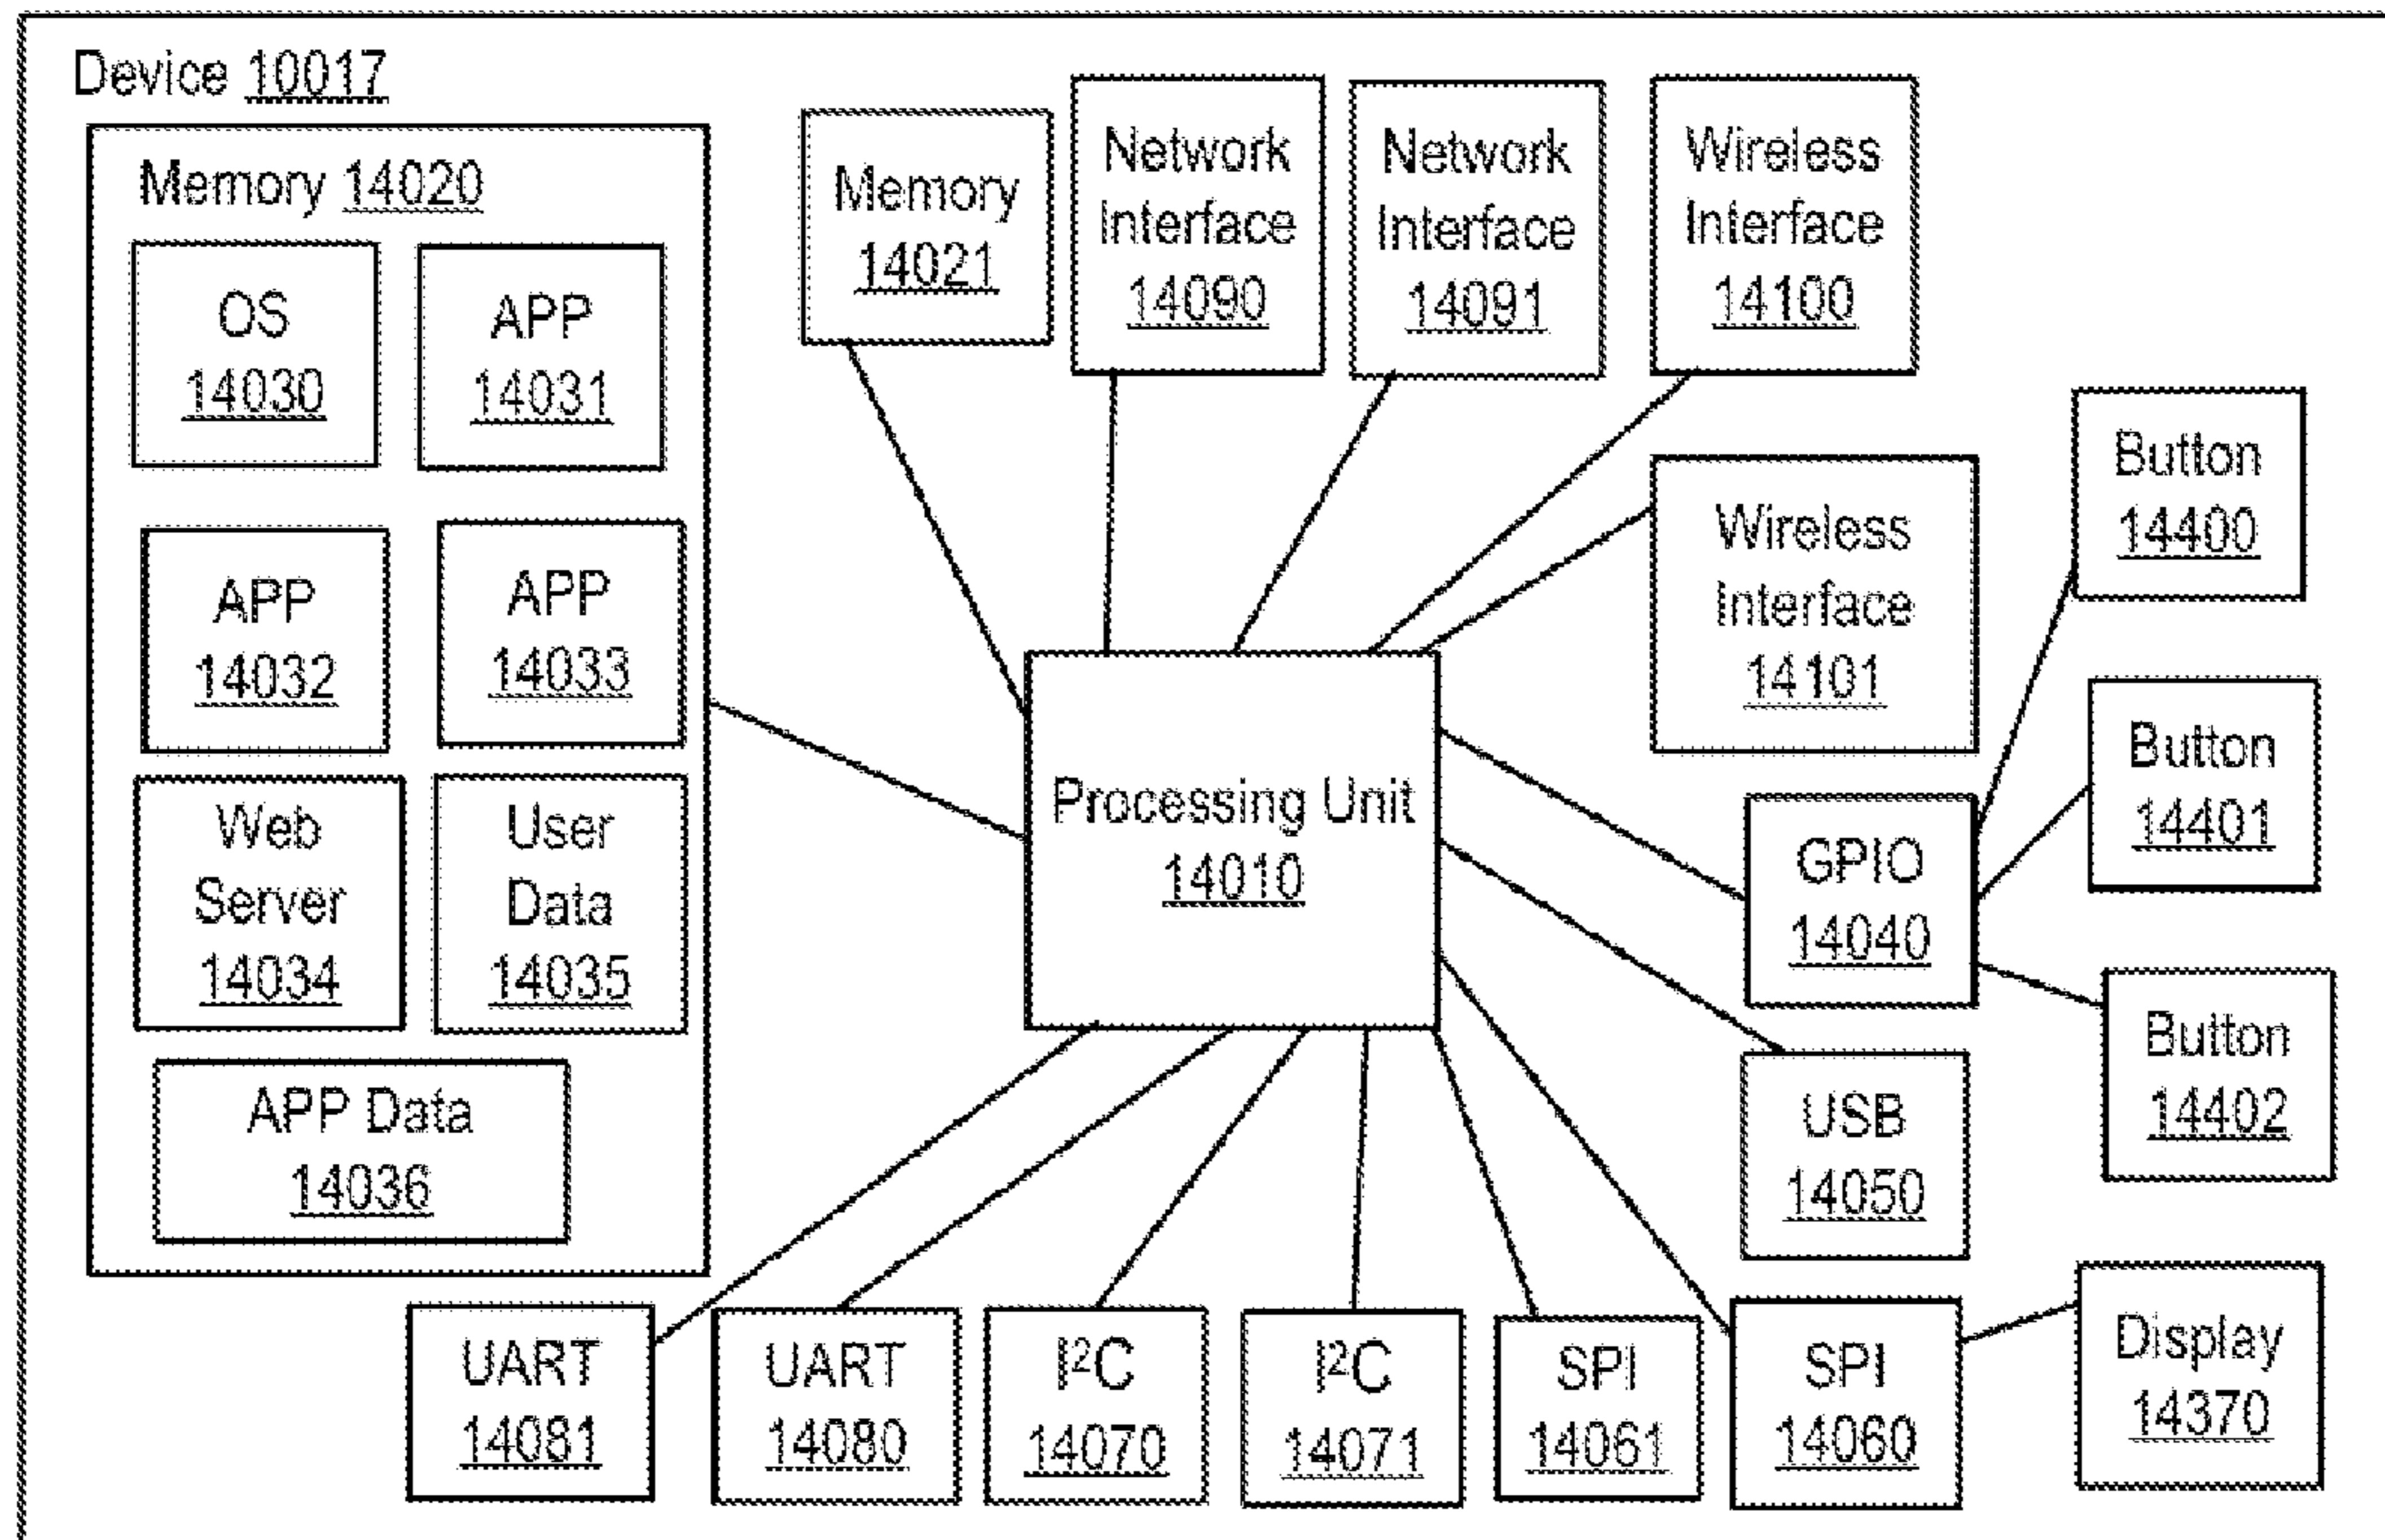 Device 10017
Memory 14020
OS
14030
APP
14031
APP
14032
APP
14033
Web
Server
14034
User
Data
14035
APP Data
14036
Memory
14021
Network
Interface
14090
Network
Interface
14091
Wireless
Interface
14100
Wireless
Interface
14101
Processing Unit
14010
Button
14400
Button
14401
GPIO
14040
Button
14402
USB
14050
UART
14081
UART
14080
I²C
14070
I²C
14071
SPI
14061
SPI
14060
Display
14370